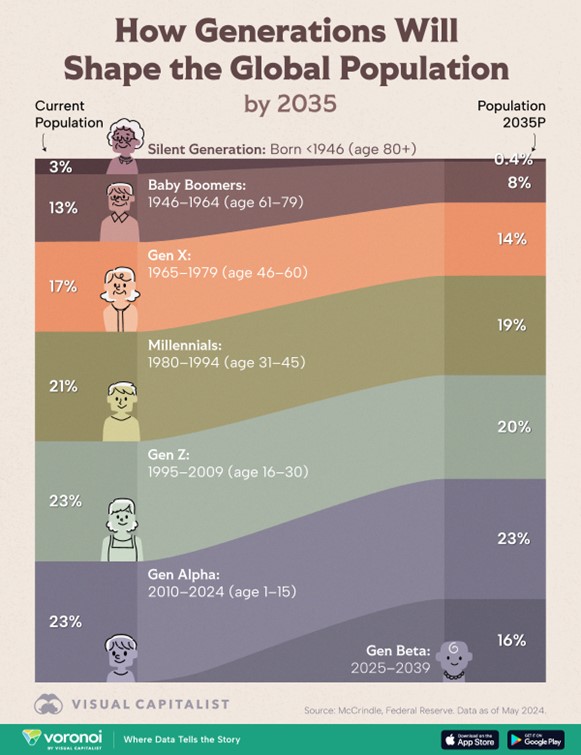 How Generations Will
Shape the Global Population
by 2035
Current
Population
Population
2035P
Silent Generation: Born <1946 (age 80+)
3%
0.4%
Baby Boomers:
1946–1964 (age 61–79)
13%
8%
Gen X:
1965–1979 (age 46–60)
17%
14%
Millennials:
1980–1994 (age 31–45)
21%
19%
Gen Z:
1995–2009 (age 16–30)
23%
20%
Gen Alpha:
2010–2024 (age 1–15)
23%
23%
Gen Beta:
2025–2039
16%
VISUAL CAPITALIST
Source: McCrindle, Federal Reserve. Data as of May 2024.
voronoi
BY VISUAL CAPITALIST
Where Data Tells the Story
Download on the
App Store
GET IT ON
Google Play